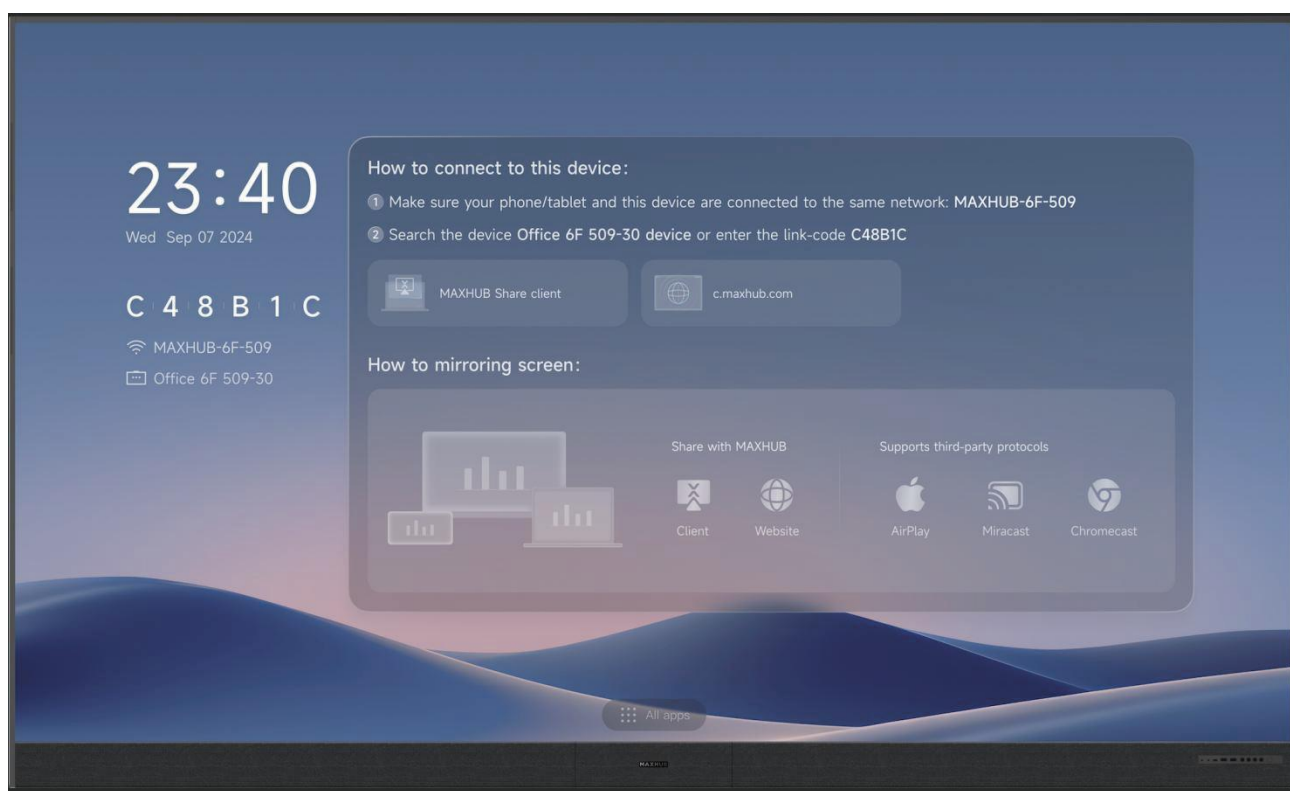 23:40
Wed Sep 07 2024
C 4 8 B 1 C
MAXHUB-6F-509
Office 6F 509-30
How to connect to this device:
1 Make sure your phone/tablet and this device are connected to the same network: MAXHUB-6F-509
2 Search the device Office 6F 509-30 device or enter the link-code C48B1C
MAXHUB Share client
c.maxhub.com
How to mirroring screen:
Share with MAXHUB
Client
Website
Supports third-party protocols
AirPlay
Miracast
Chromecast
All apps
MAXHUB